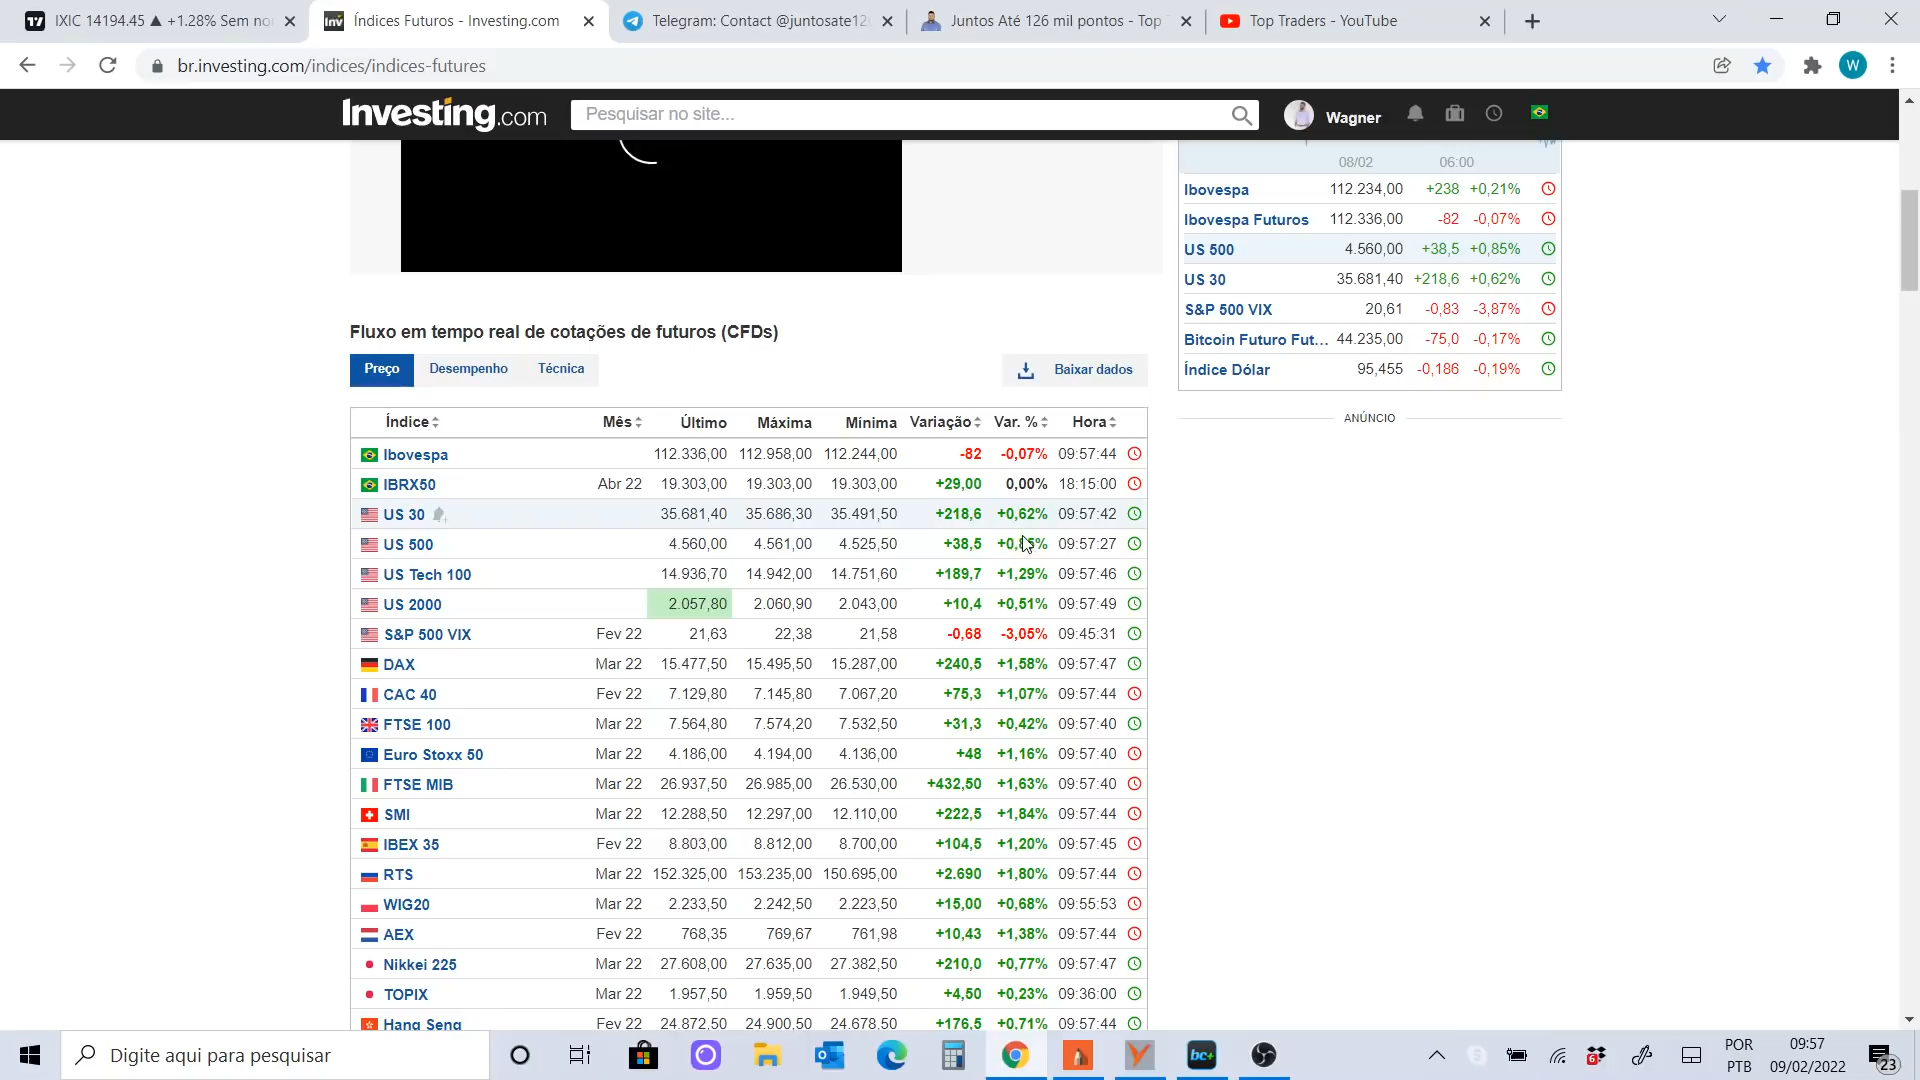 IXIC 14194.45 ▲ +1.28% Sem no
Índices Futuros - Investing.com
Telegram: Contact @juntosate12
Juntos Até 126 mil pontos - Top
Top Traders - YouTube
br.investing.com/indices/indices-futures
W
Investing.com
Pesquisar no site...
Wagner
08/02 06:00
Ibovespa 112.234,00 +238 +0,21%
Ibovespa Futuros 112.336,00 -82 -0,07%
US 500 4.560,00 +38,5 +0,85%
US 30 35.681,40 +218,6 +0,62%
S&P 500 VIX 20,61 -0,83 -3,87%
Bitcoin Futuro Fut... 44.235,00 -75,0 -0,17%
Índice Dólar 95,455 -0,186 -0,19%
ANÚNCIO
Fluxo em tempo real de cotações de futuros (CFDs)
Preço Desempenho Técnica Baixar dados
Índice Mês Último Máxima Mínima Variação Var. % Hora
Ibovespa 112.336,00 112.958,00 112.244,00 -82 -0,07% 09:57:44
IBRX50 Abr 22 19.303,00 19.303,00 19.303,00 +29,00 0,00% 18:15:00
US 30 35.681,40 35.686,30 35.491,50 +218,6 +0,62% 09:57:42
US 500 4.560,00 4.561,00 4.525,50 +38,5 +0,85% 09:57:27
US Tech 100 14.936,70 14.942,00 14.751,60 +189,7 +1,29% 09:57:46
US 2000 2.057,80 2.060,90 2.043,00 +10,4 +0,51% 09:57:49
S&P 500 VIX Fev 22 21,63 22,38 21,58 -0,68 -3,05% 09:45:31
DAX Mar 22 15.477,50 15.495,50 15.287,00 +240,5 +1,58% 09:57:47
CAC 40 Fev 22 7.129,80 7.145,80 7.067,20 +75,3 +1,07% 09:57:44
FTSE 100 Mar 22 7.564,80 7.574,20 7.532,50 +31,3 +0,42% 09:57:40
Euro Stoxx 50 Mar 22 4.186,00 4.194,00 4.136,00 +48 +1,16% 09:57:40
FTSE MIB Mar 22 26.937,50 26.985,00 26.530,00 +432,50 +1,63% 09:57:40
SMI Mar 22 12.288,50 12.297,00 12.110,00 +222,5 +1,84% 09:57:44
IBEX 35 Fev 22 8.803,00 8.812,00 8.700,00 +104,5 +1,20% 09:57:45
RTS Mar 22 152.325,00 153.235,00 150.695,00 +2.690 +1,80% 09:57:44
WIG20 Mar 22 2.233,50 2.242,50 2.223,50 +15,00 +0,68% 09:55:53
AEX Fev 22 768,35 769,67 761,98 +10,43 +1,38% 09:57:44
Nikkei 225 Mar 22 27.608,00 27.635,00 27.382,50 +210,0 +0,77% 09:57:47
TOPIX Mar 22 1.957,50 1.959,50 1.949,50 +4,50 +0,23% 09:36:00
Hang Seng Fev 22 24.872,50 24.900,50 24.678,50 +176,5 +0,71% 09:57:44
Digite aqui para pesquisar
bc+
6
POR
PTB
09:57
09/02/2022
23